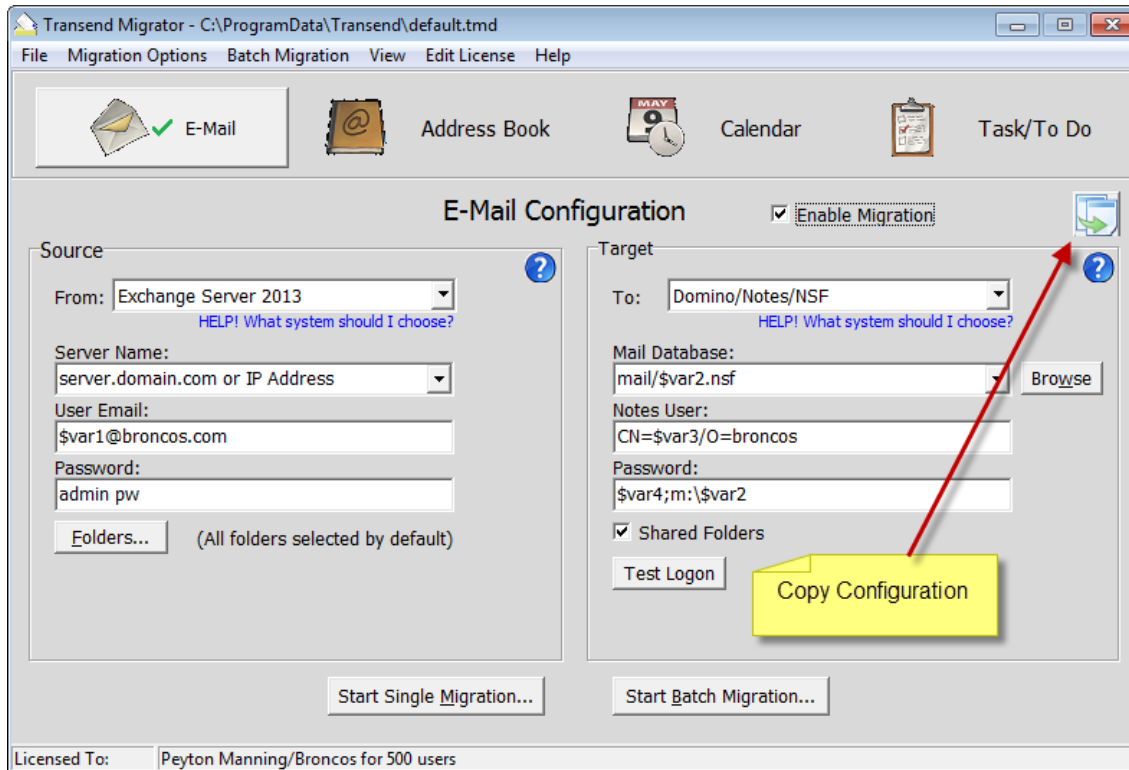 Transend Migrator - C:\ProgramData\Transend\default.tmd
File Migration Options Batch Migration View Edit License Help
E-Mail
Address Book
MAY
9
Calendar
Task/To Do
E-Mail Configuration
Enable Migration
Source
From: Exchange Server 2013
HELP! What system should I choose?
Server Name:
server.domain.com or IP Address
User Email:
$var1@broncos.com
Password:
admin pw
Folders...
(All folders selected by default)
Target
To: Domino/Notes/NSF
HELP! What system should I choose?
Mail Database:
mail/$var2.nsf
Browse
Notes User:
CN=$var3/O=broncos
Password:
$var4;m:\$var2
Shared Folders
Test Logon
Copy Configuration
Start Single Migration...
Start Batch Migration...
Licensed To: Peyton Manning/Broncos for 500 users